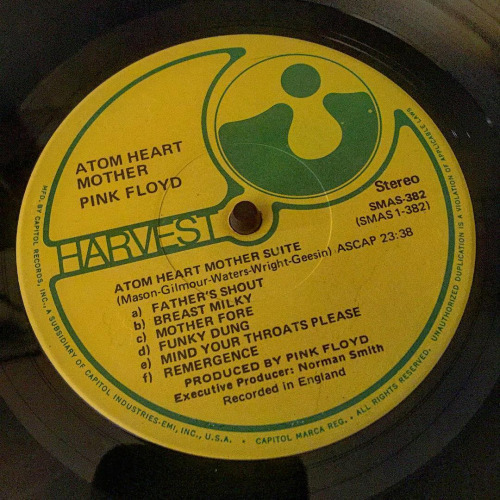 ATOM HEART
MOTHER
PINK FLOYD
HARVEST
Stereo
SMAS-382
(SMAS 1-382)
ATOM HEART MOTHER SUITE
(Mason-Gilmour-Waters-Wright-Geesin) ASCAP 23:38
a) FATHER'S SHOUT
b) BREAST MILKY
c) MOTHER FORE
d) FUNKY DUNG
e) MIND YOUR THROATS PLEASE
f) REMERGENCE
PRODUCED BY PINK FLOYD
Executive Producer: Norman Smith
Recorded in England
MFD. BY CAPITOL RECORDS, INC., A SUBSIDIARY OF CAPITOL INDUSTRIES-EMI, INC., U.S.A. • CAPITOL MARCA REG. • ALL RIGHTS RESERVED. UNAUTHORIZED DUPLICATION IS A VIOLATION OF APPLICABLE LAWS